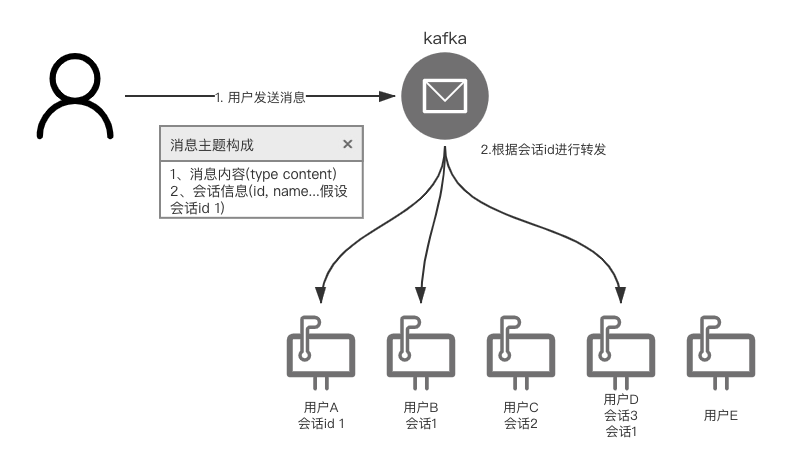 kafka
1. 用户发送消息
消息主题构成 ×
1、消息内容(type content)
2、会话信息(id, name...假设
会话id 1)
2.根据会话id进行转发
用户A
会话id 1
用户B
会话1
用户C
会话2
用户D
会话3
会话1
用户E